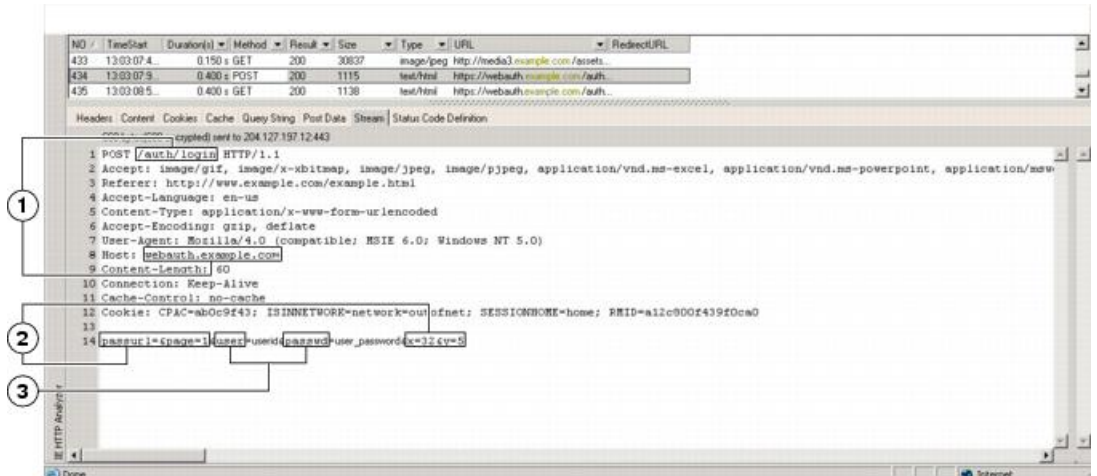 NO TimeStart Duration(s) Method Result Size Type URL RedirectURL
433 13:03:07:4... 0.150 s GET 200 30837 image/jpeg http://media3.example.com/assets...
434 13:03:07:9... 0.400 s POST 200 1115 text/html https://webauth.example.com/auth...
435 13:03:08:5... 0.400 s GET 200 1138 text/html https://webauth.example.com/auth...
Headers Content Cookies Cache Query String Post Data Stream Status Code Definition
crypted) sent to 204.127.197.12:443
1 POST /auth/login HTTP/1.1
2 Accept: image/gif, image/x-xbitmap, image/jpeg, image/pjpeg, application/vnd.ms-excel, application/vnd.ms-powerpoint, application/msw
3 Referer: http://www.example.com/example.html
4 Accept-Language: en-us
5 Content-Type: application/x-www-form-urlencoded
6 Accept-Encoding: gzip, deflate
7 User-Agent: Mozilla/4.0 (compatible; MSIE 6.0; Windows NT 5.0)
8 Host: webauth.example.com
9 Content-Length: 60
10 Connection: Keep-Alive
11 Cache-Control: no-cache
12 Cookie: CPAC=ab0c9f43; ISINNETWORK=network=outofnet; SESSIONHOME=home; RMID=a12c800f439f0ca0
13
14 passurl=&page=1&user=userid&passwd=user_password&x=32&y=5
1
2
3
IE HTTP Analyzer
Done
Internet